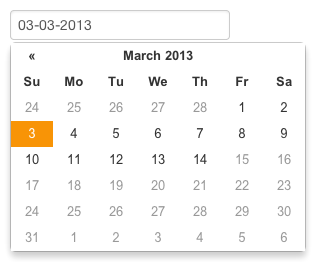 03-03-2013
« March 2013
Su Mo Tu We Th Fr Sa
24 25 26 27 28 1 2
3 4 5 6 7 8 9
10 11 12 13 14 15 16
17 18 19 20 21 22 23
24 25 26 27 28 29 30
31 1 2 3 4 5 6